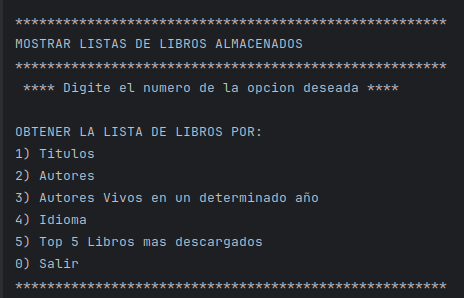 ******************************************************
MOSTRAR LISTAS DE LIBROS ALMACENADOS
******************************************************
**** Digite el numero de la opcion deseada ****
OBTENER LA LISTA DE LIBROS POR:
1) Titulos
2) Autores
3) Autores Vivos en un determinado año
4) Idioma
5) Top 5 Libros mas descargados
0) Salir
******************************************************